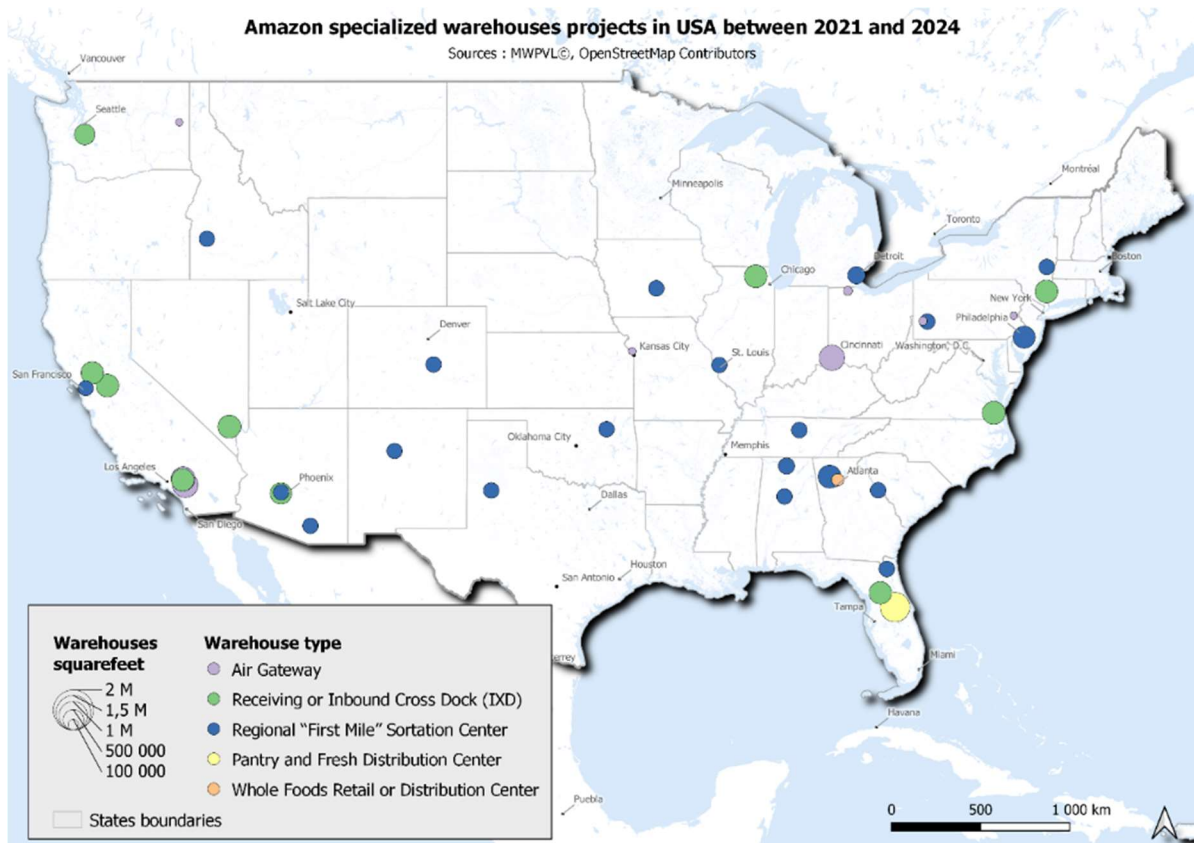 Amazon specialized warehouses projects in USA between 2021 and 2024
Sources : MWPVL©, OpenStreetMap Contributors
Vancouver
Seattle
Montréal
Minneapolis
Toronto
Boston
Detroit
Chicago
Salt Lake City
New York
Philadelphia
Denver
Kansas City
Cincinnati
Washington, D.C.
St. Louis
San Francisco
Oklahoma City
Memphis
Los Angeles
Phoenix
Atlanta
Dallas
San Diego
San Antonio
Houston
Tampa
Miami
Havana
Puebla
errey
Warehouses
squarefeet
2 M
1,5 M
1 M
500 000
100 000
Warehouse type
Air Gateway
Receiving or Inbound Cross Dock (IXD)
Regional "First Mile" Sortation Center
Pantry and Fresh Distribution Center
Whole Foods Retail or Distribution Center
States boundaries
0 500 1 000 km